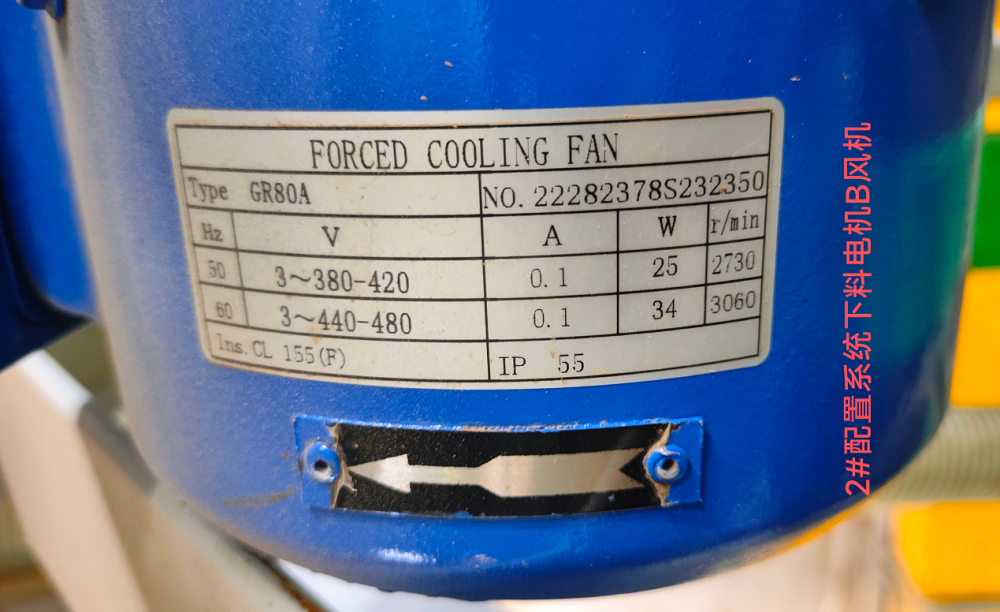 FORCED COOLING FAN
Type GR80A NO. 22282378S232350
Hz V A W r/min
50 3～380-420 0.1 25 2730
60 3～440-480 0.1 34 3060
Ins. CL 155(F) IP 55
2#配置系统下料电机B风机